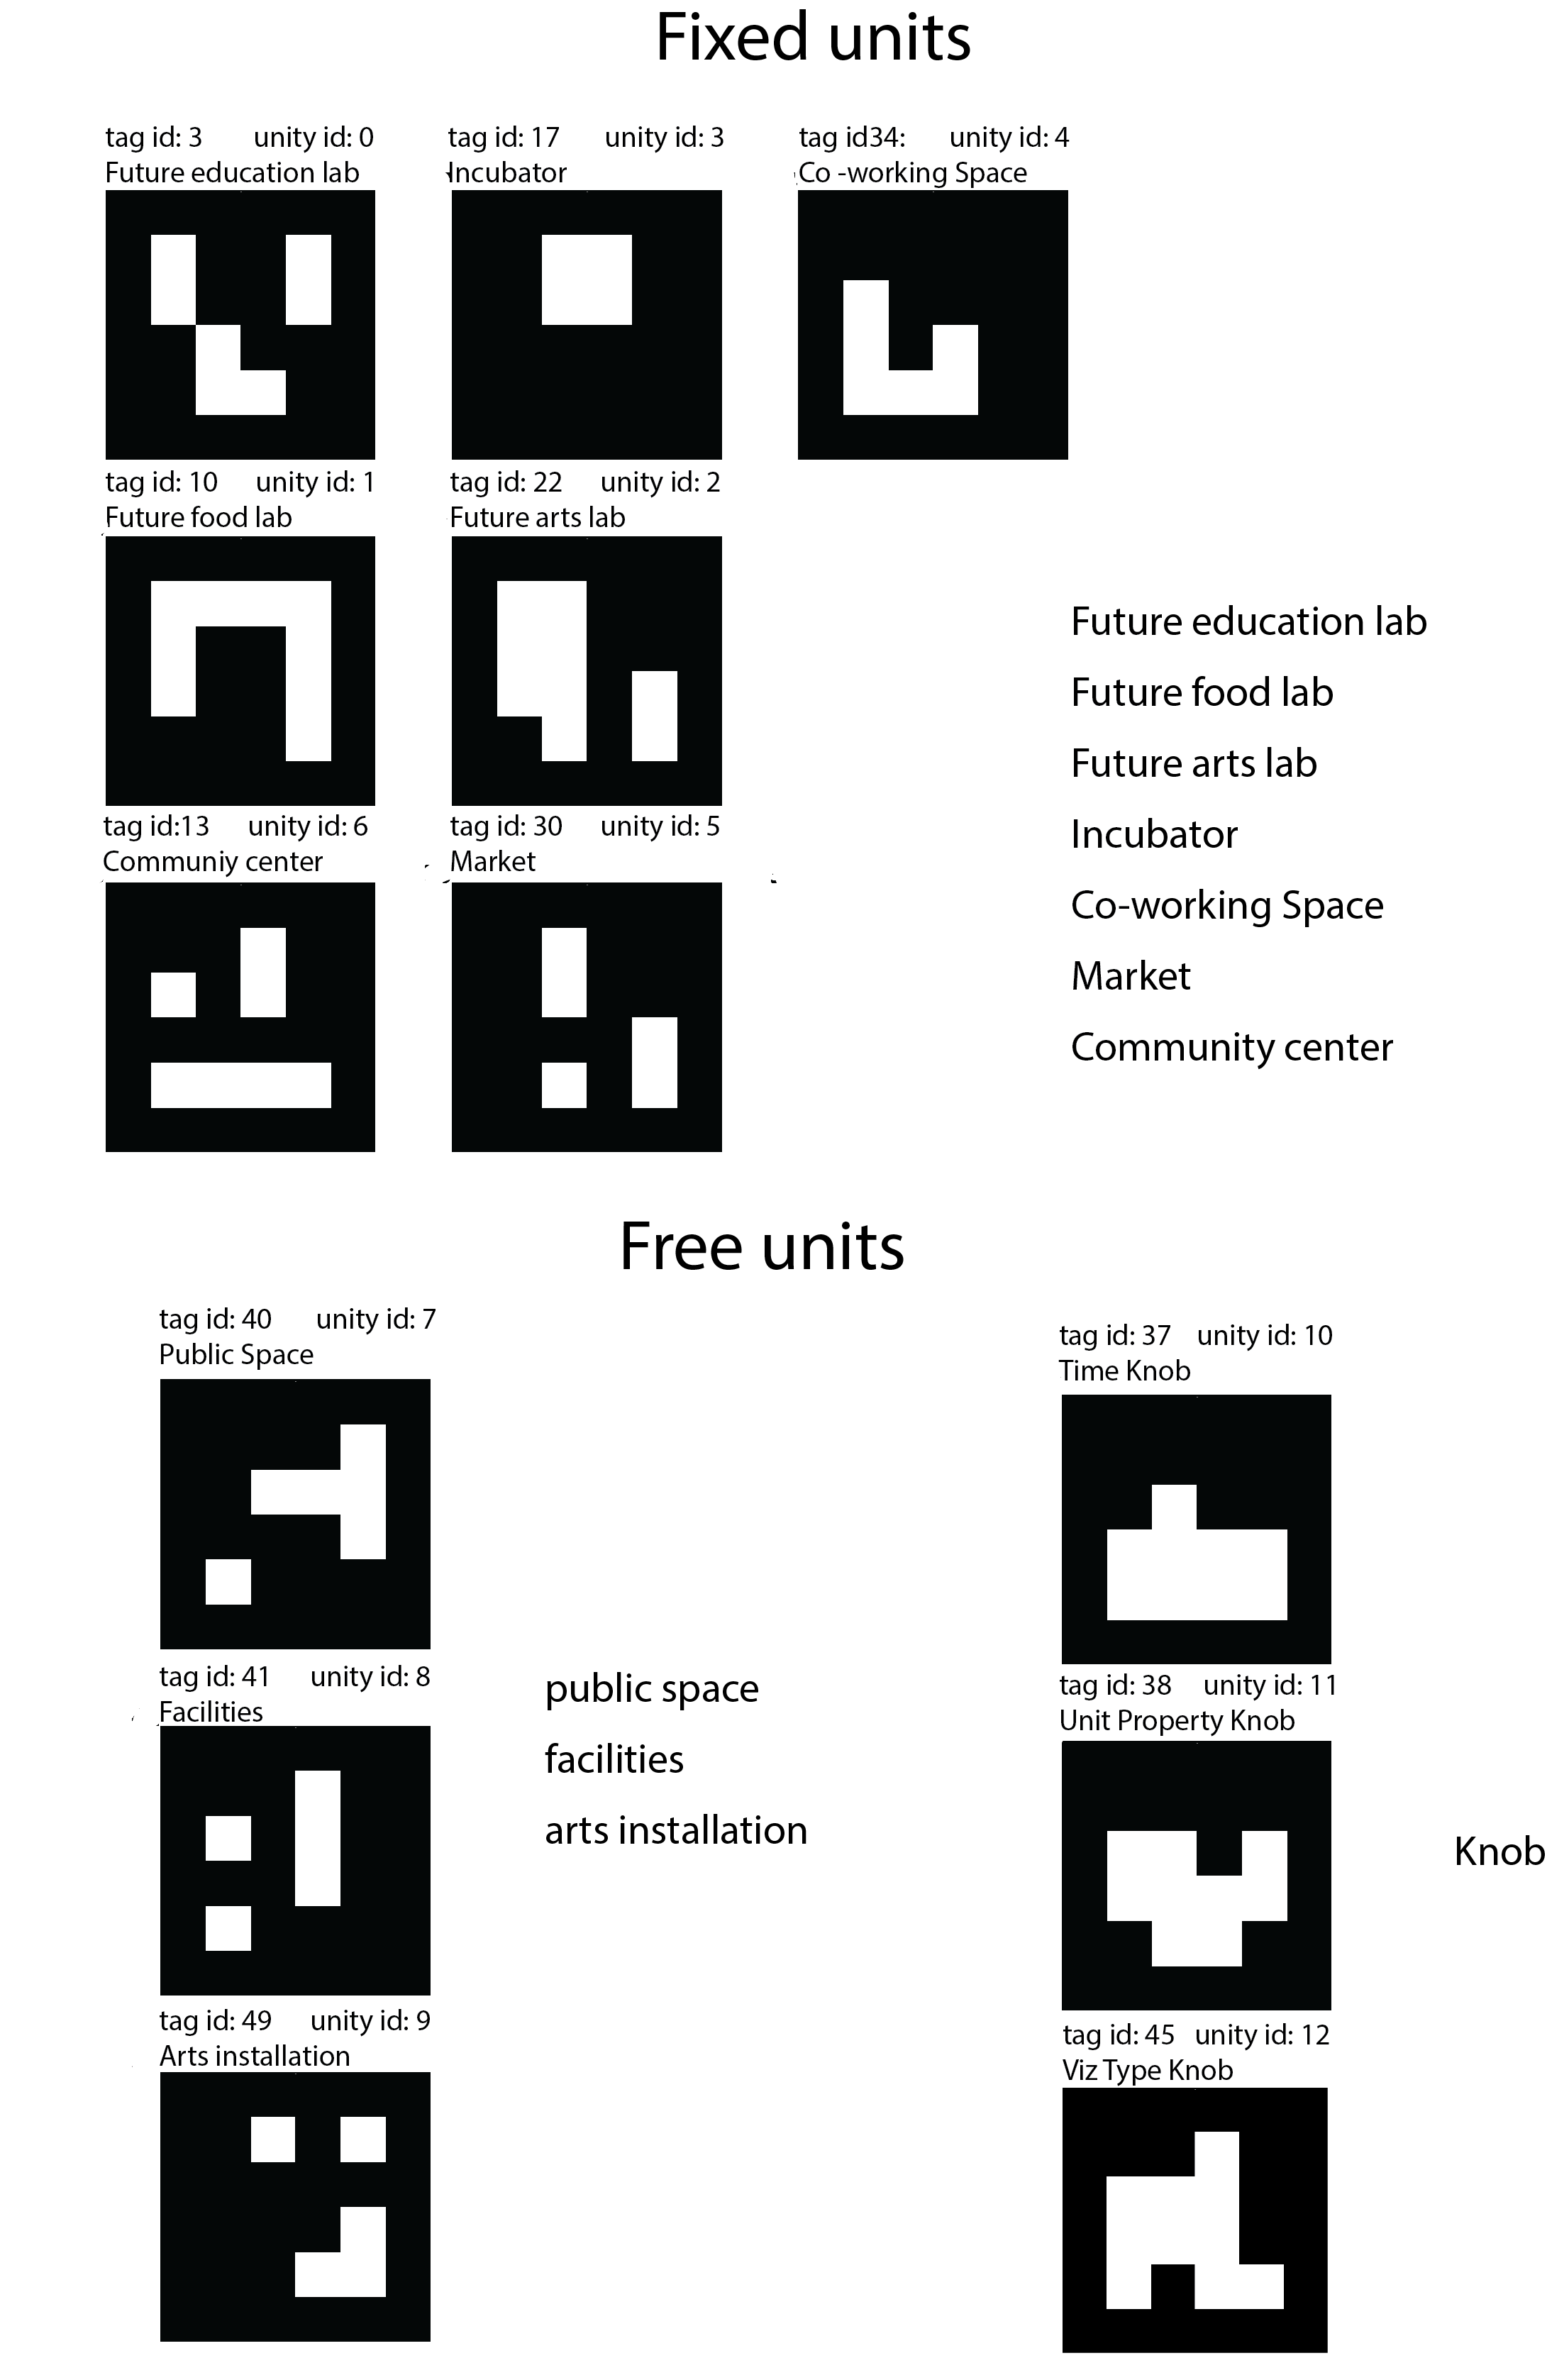 Fixed units
tag id: 3 unity id: 0
Future education lab
tag id: 17 unity id: 3
Incubator
tag id34: unity id: 4
Co -working Space
tag id: 10 unity id: 1
Future food lab
tag id: 22 unity id: 2
Future arts lab
tag id:13 unity id: 6
Communiy center
tag id: 30 unity id: 5
Market
Future education lab
Future food lab
Future arts lab
Incubator
Co-working Space
Market
Community center
Free units
tag id: 40 unity id: 7
Public Space
tag id: 41 unity id: 8
Facilities
tag id: 49 unity id: 9
Arts installation
public space
facilities
arts installation
tag id: 37 unity id: 10
Time Knob
tag id: 38 unity id: 11
Unit Property Knob
tag id: 45 unity id: 12
Viz Type Knob
Knob